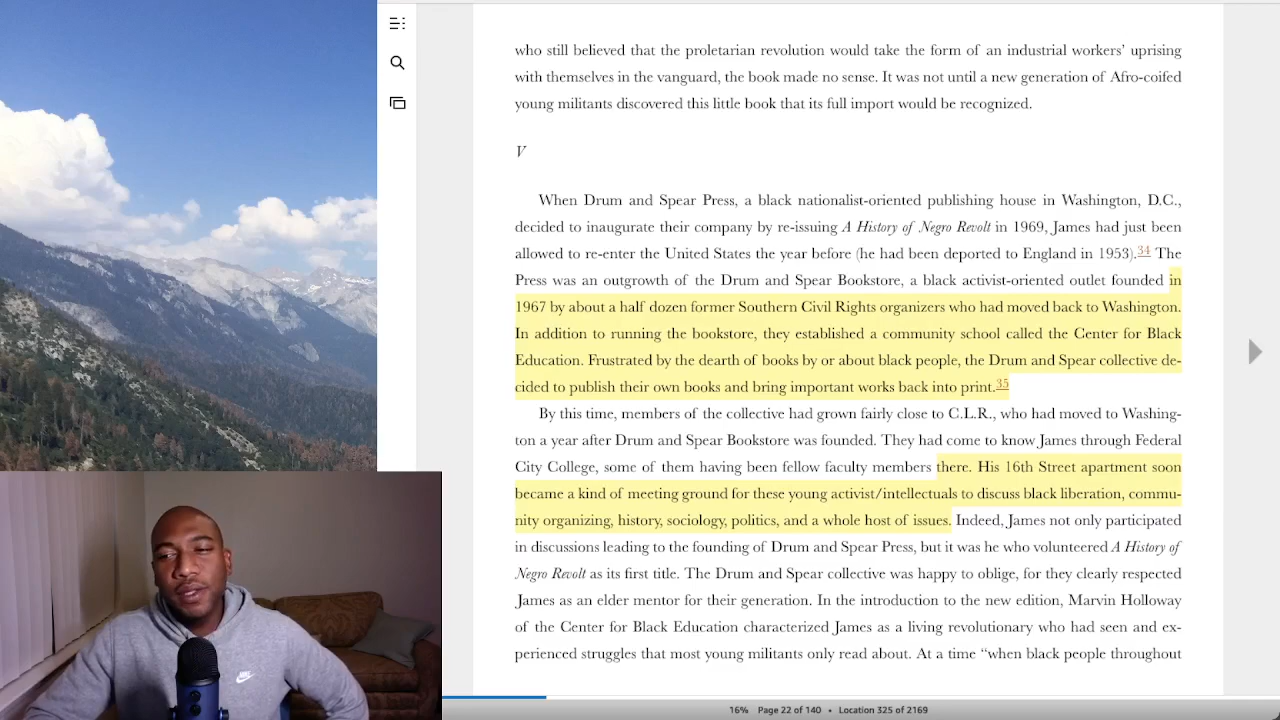 who still believed that the proletarian revolution would take the form of an industrial workers’ uprising
with themselves in the vanguard, the book made no sense. It was not until a new generation of Afro-coifed
young militants discovered this little book that its full import would be recognized.
V
When Drum and Spear Press, a black nationalist-oriented publishing house in Washington, D.C.,
decided to inaugurate their company by re-issuing A History of Negro Revolt in 1969, James had just been
allowed to re-enter the United States the year before (he had been deported to England in 1953).34 The
Press was an outgrowth of the Drum and Spear Bookstore, a black activist-oriented outlet founded in
1967 by about a half dozen former Southern Civil Rights organizers who had moved back to Washington.
In addition to running the bookstore, they established a community school called the Center for Black
Education. Frustrated by the dearth of books by or about black people, the Drum and Spear collective de-
cided to publish their own books and bring important works back into print.35
By this time, members of the collective had grown fairly close to C.L.R., who had moved to Washing-
ton a year after Drum and Spear Bookstore was founded. They had come to know James through Federal
City College, some of them having been fellow faculty members there. His 16th Street apartment soon
became a kind of meeting ground for these young activist/intellectuals to discuss black liberation, commu-
nity organizing, history, sociology, politics, and a whole host of issues. Indeed, James not only participated
in discussions leading to the founding of Drum and Spear Press, but it was he who volunteered A History of
Negro Revolt as its first title. The Drum and Spear collective was happy to oblige, for they clearly respected
James as an elder mentor for their generation. In the introduction to the new edition, Marvin Holloway
of the Center for Black Education characterized James as a living revolutionary who had seen and ex-
perienced struggles that most young militants only read about. At a time “when black people throughout
16% Page 22 of 140 • Location 325 of 2169